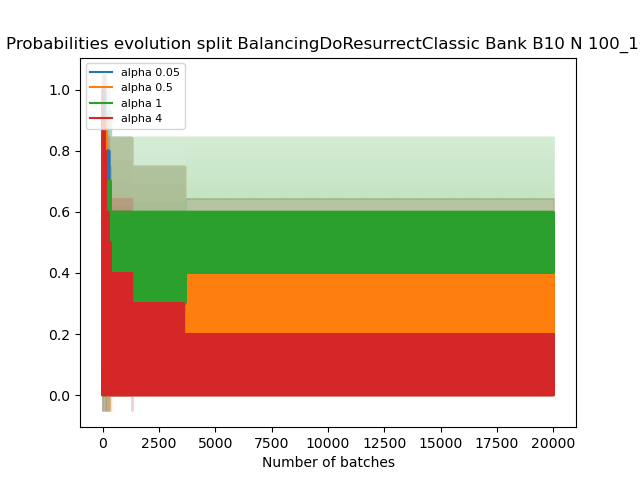 Probabilities evolution split BalancingDoResurrectClassic Bank B10 N 100_1
alpha 0.05
alpha 0.5
alpha 1
alpha 4
1.0
0.8
0.6
0.4
0.2
0.0
0 2500 5000 7500 10000 12500 15000 17500 20000
Number of batches